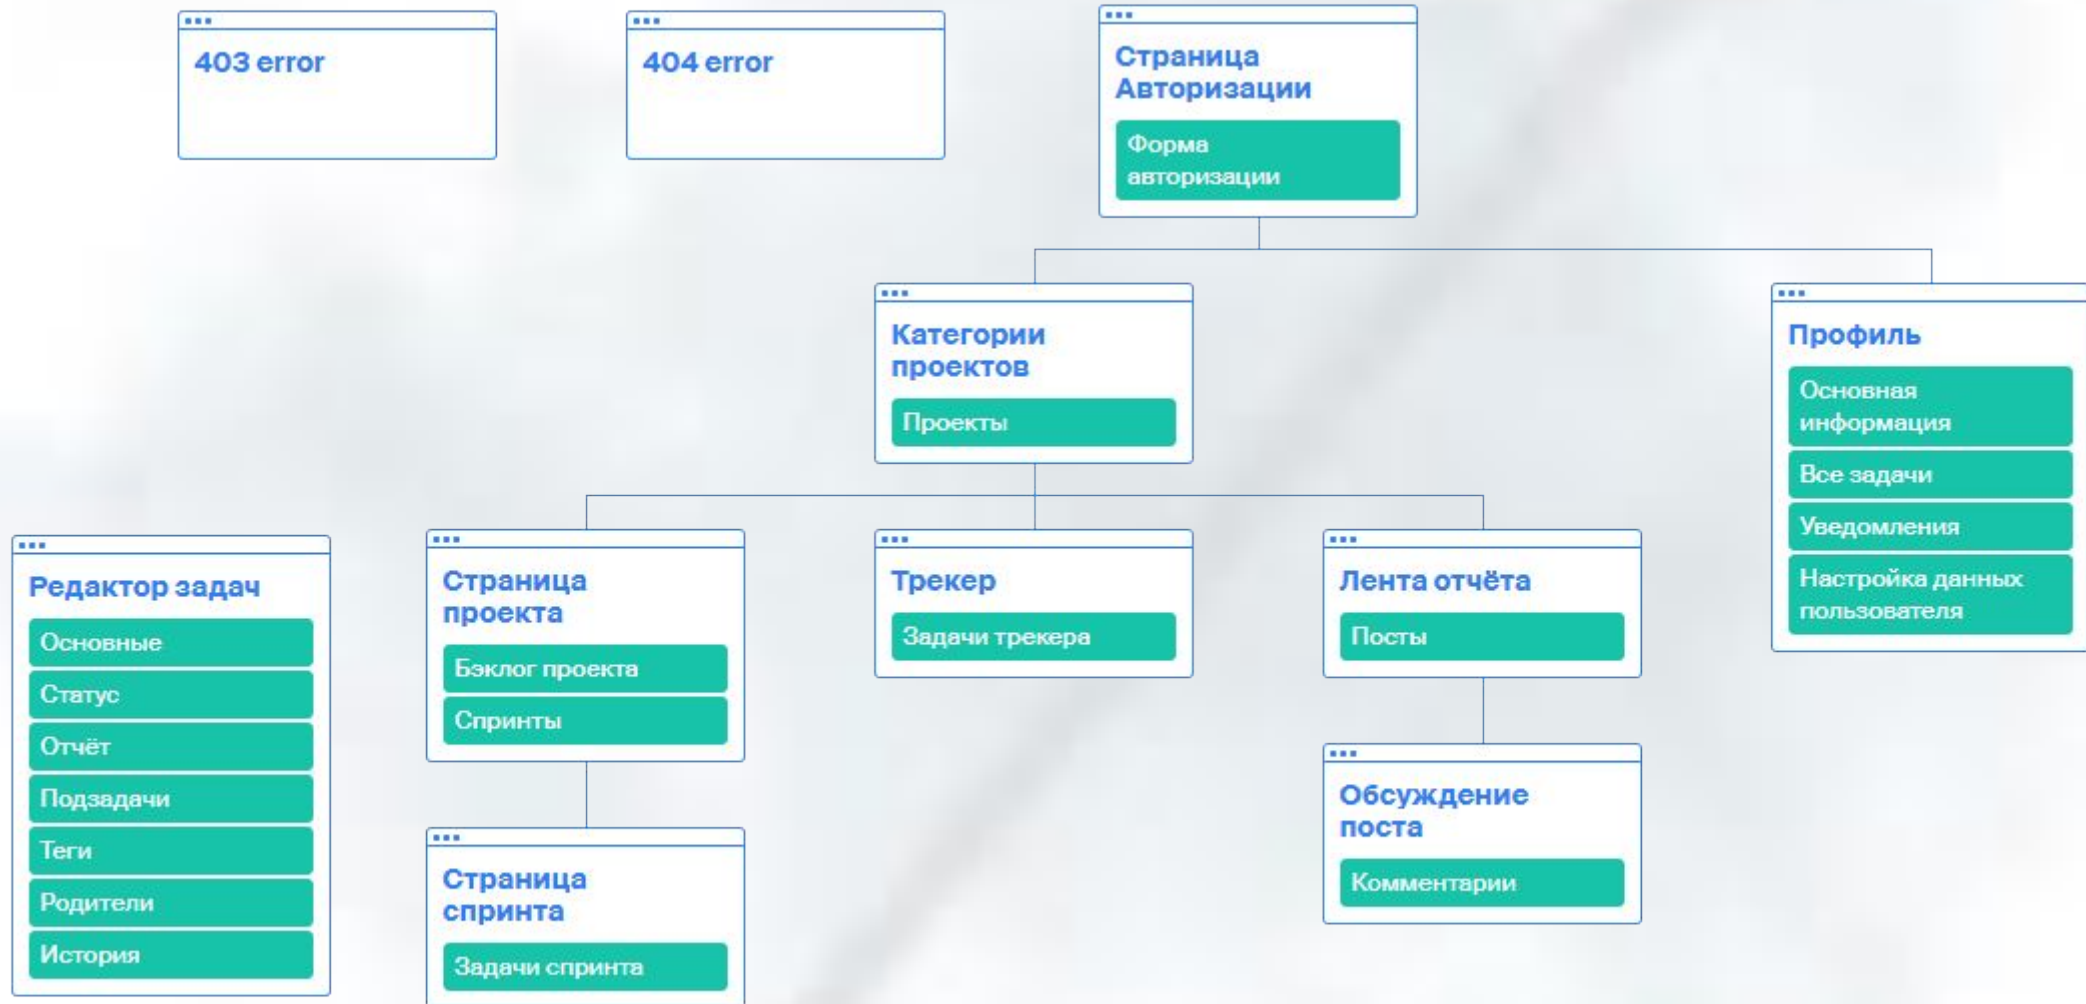 403 error
404 error
Страница
Авторизации
Форма
авторизации
Категории
проектов
Проекты
Профиль
Основная
информация
Все задачи
Уведомления
Настройка данных
пользователя
Редактор задач
Основные
Статус
Отчёт
Подзадачи
Теги
Родители
История
Страница
проекта
Бэклог проекта
Спринты
Трекер
Задачи трекера
Лента отчёта
Посты
Страница
спринта
Задачи спринта
Обсуждение
поста
Комментарии